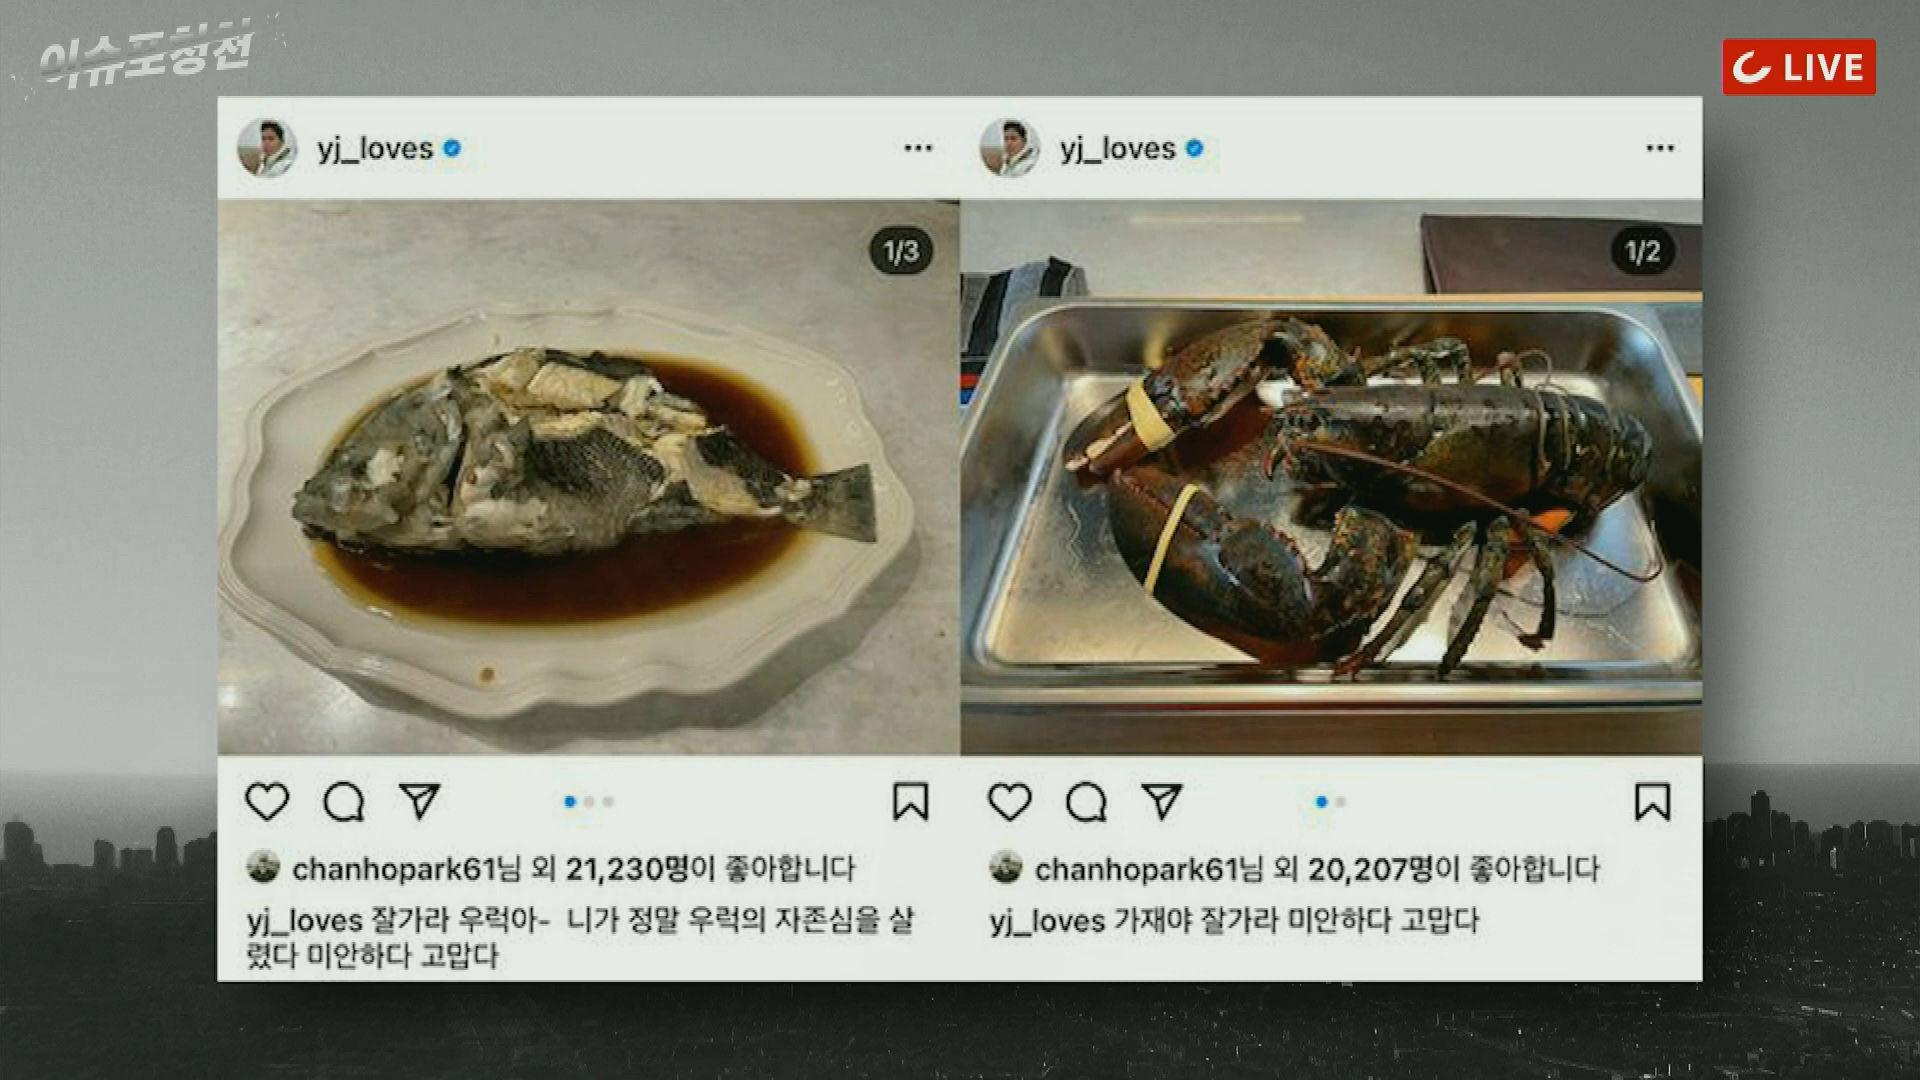 이슈포청천
LIVE
yj_loves
1/3
chanhopark61님 외 21,230명이 좋아합니다
yj_loves 잘가라 우럭아- 니가 정말 우럭의 자존심을 살
렸다 미안하다 고맙다
yj_loves
1/2
chanhopark61님 외 20,207명이 좋아합니다
yj_loves 가재야 잘가라 미안하다 고맙다